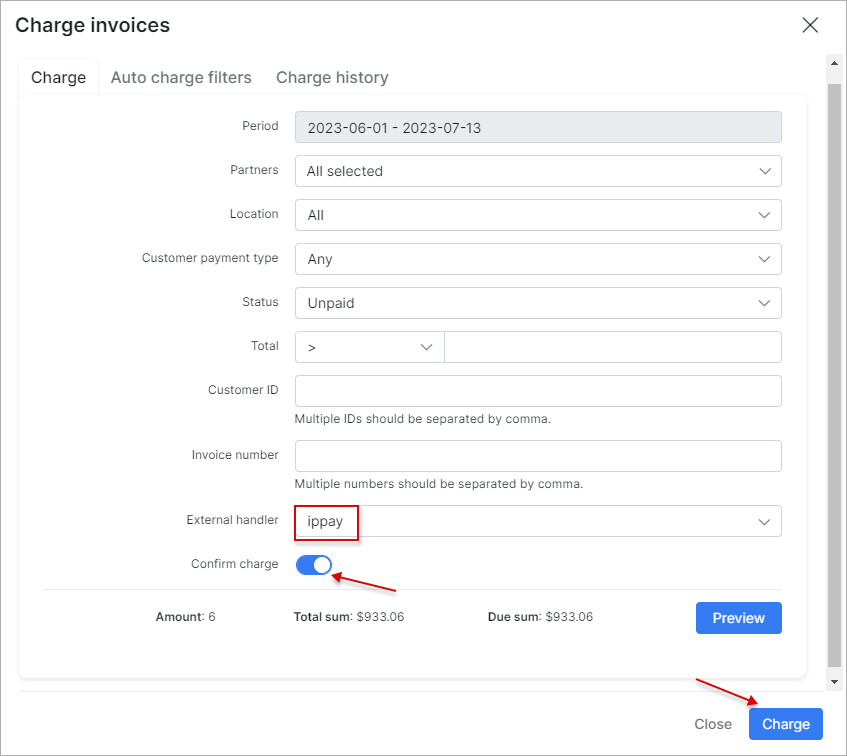 Charge invoices
Charge Auto charge filters Charge history
Period 2023-06-01 - 2023-07-13
Partners All selected
Location All
Customer payment type Any
Status Unpaid
Total >
Customer ID
Multiple IDs should be separated by comma.
Invoice number
Multiple numbers should be separated by comma.
External handler ippay
Confirm charge
Amount: 6 Total sum: $933.06 Due sum: $933.06 Preview
Close Charge